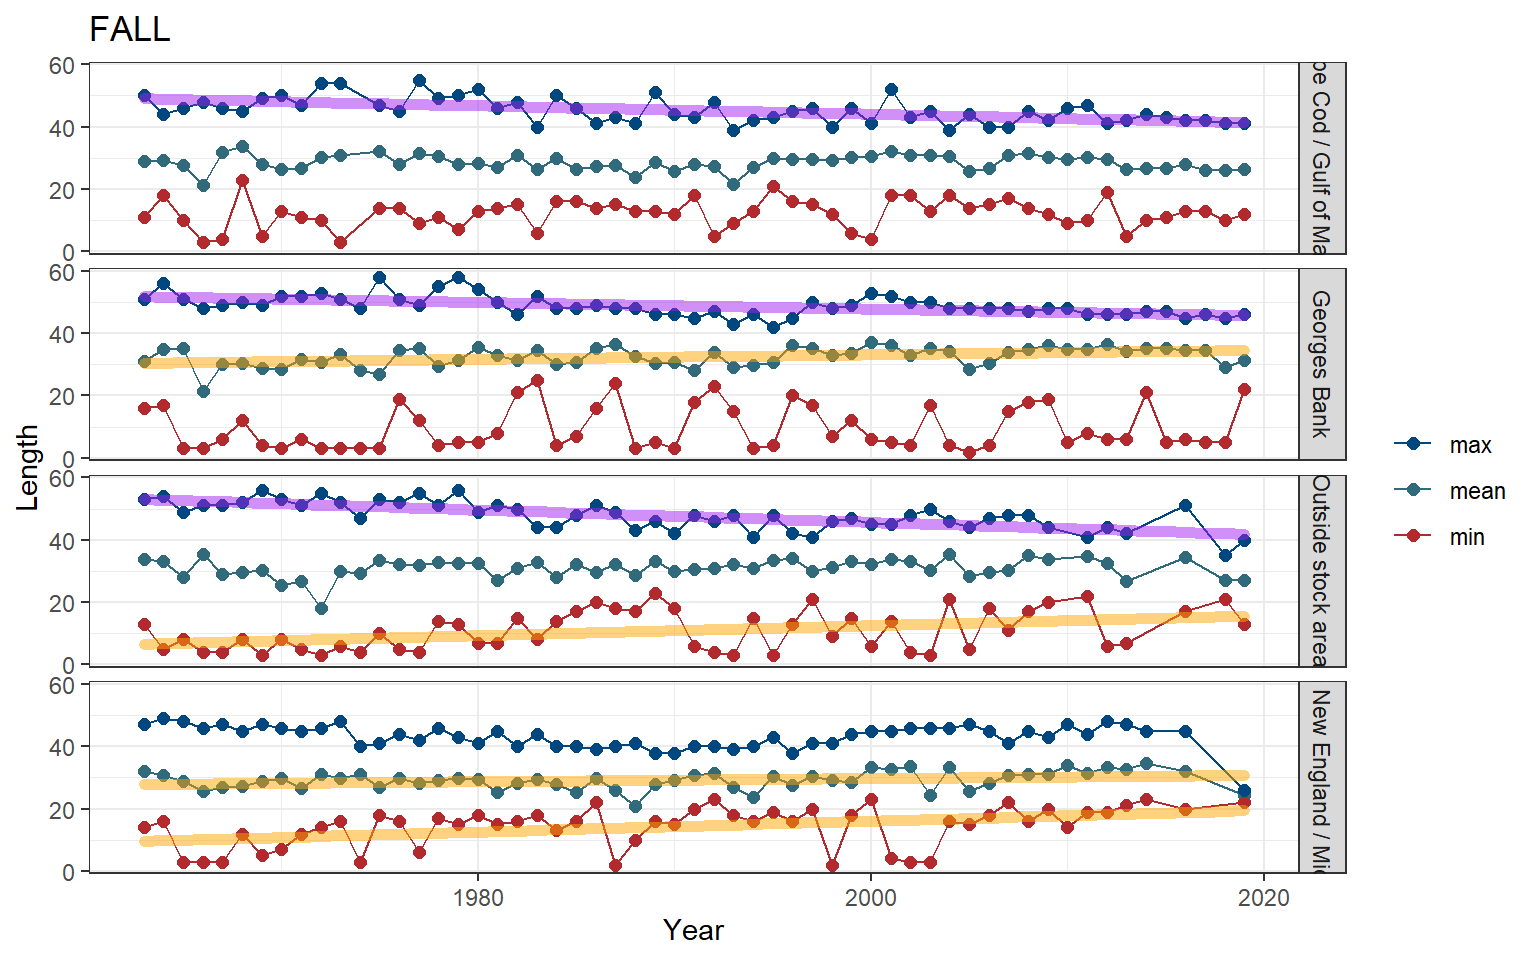 FALL
60
40
20
0
pe Cod / Gulf of Ma
60
40
20
0
Georges Bank
60
40
20
0
Outside stock area
60
40
20
0
New England / Mi
Length
1980
2000
2020
Year
max
mean
min